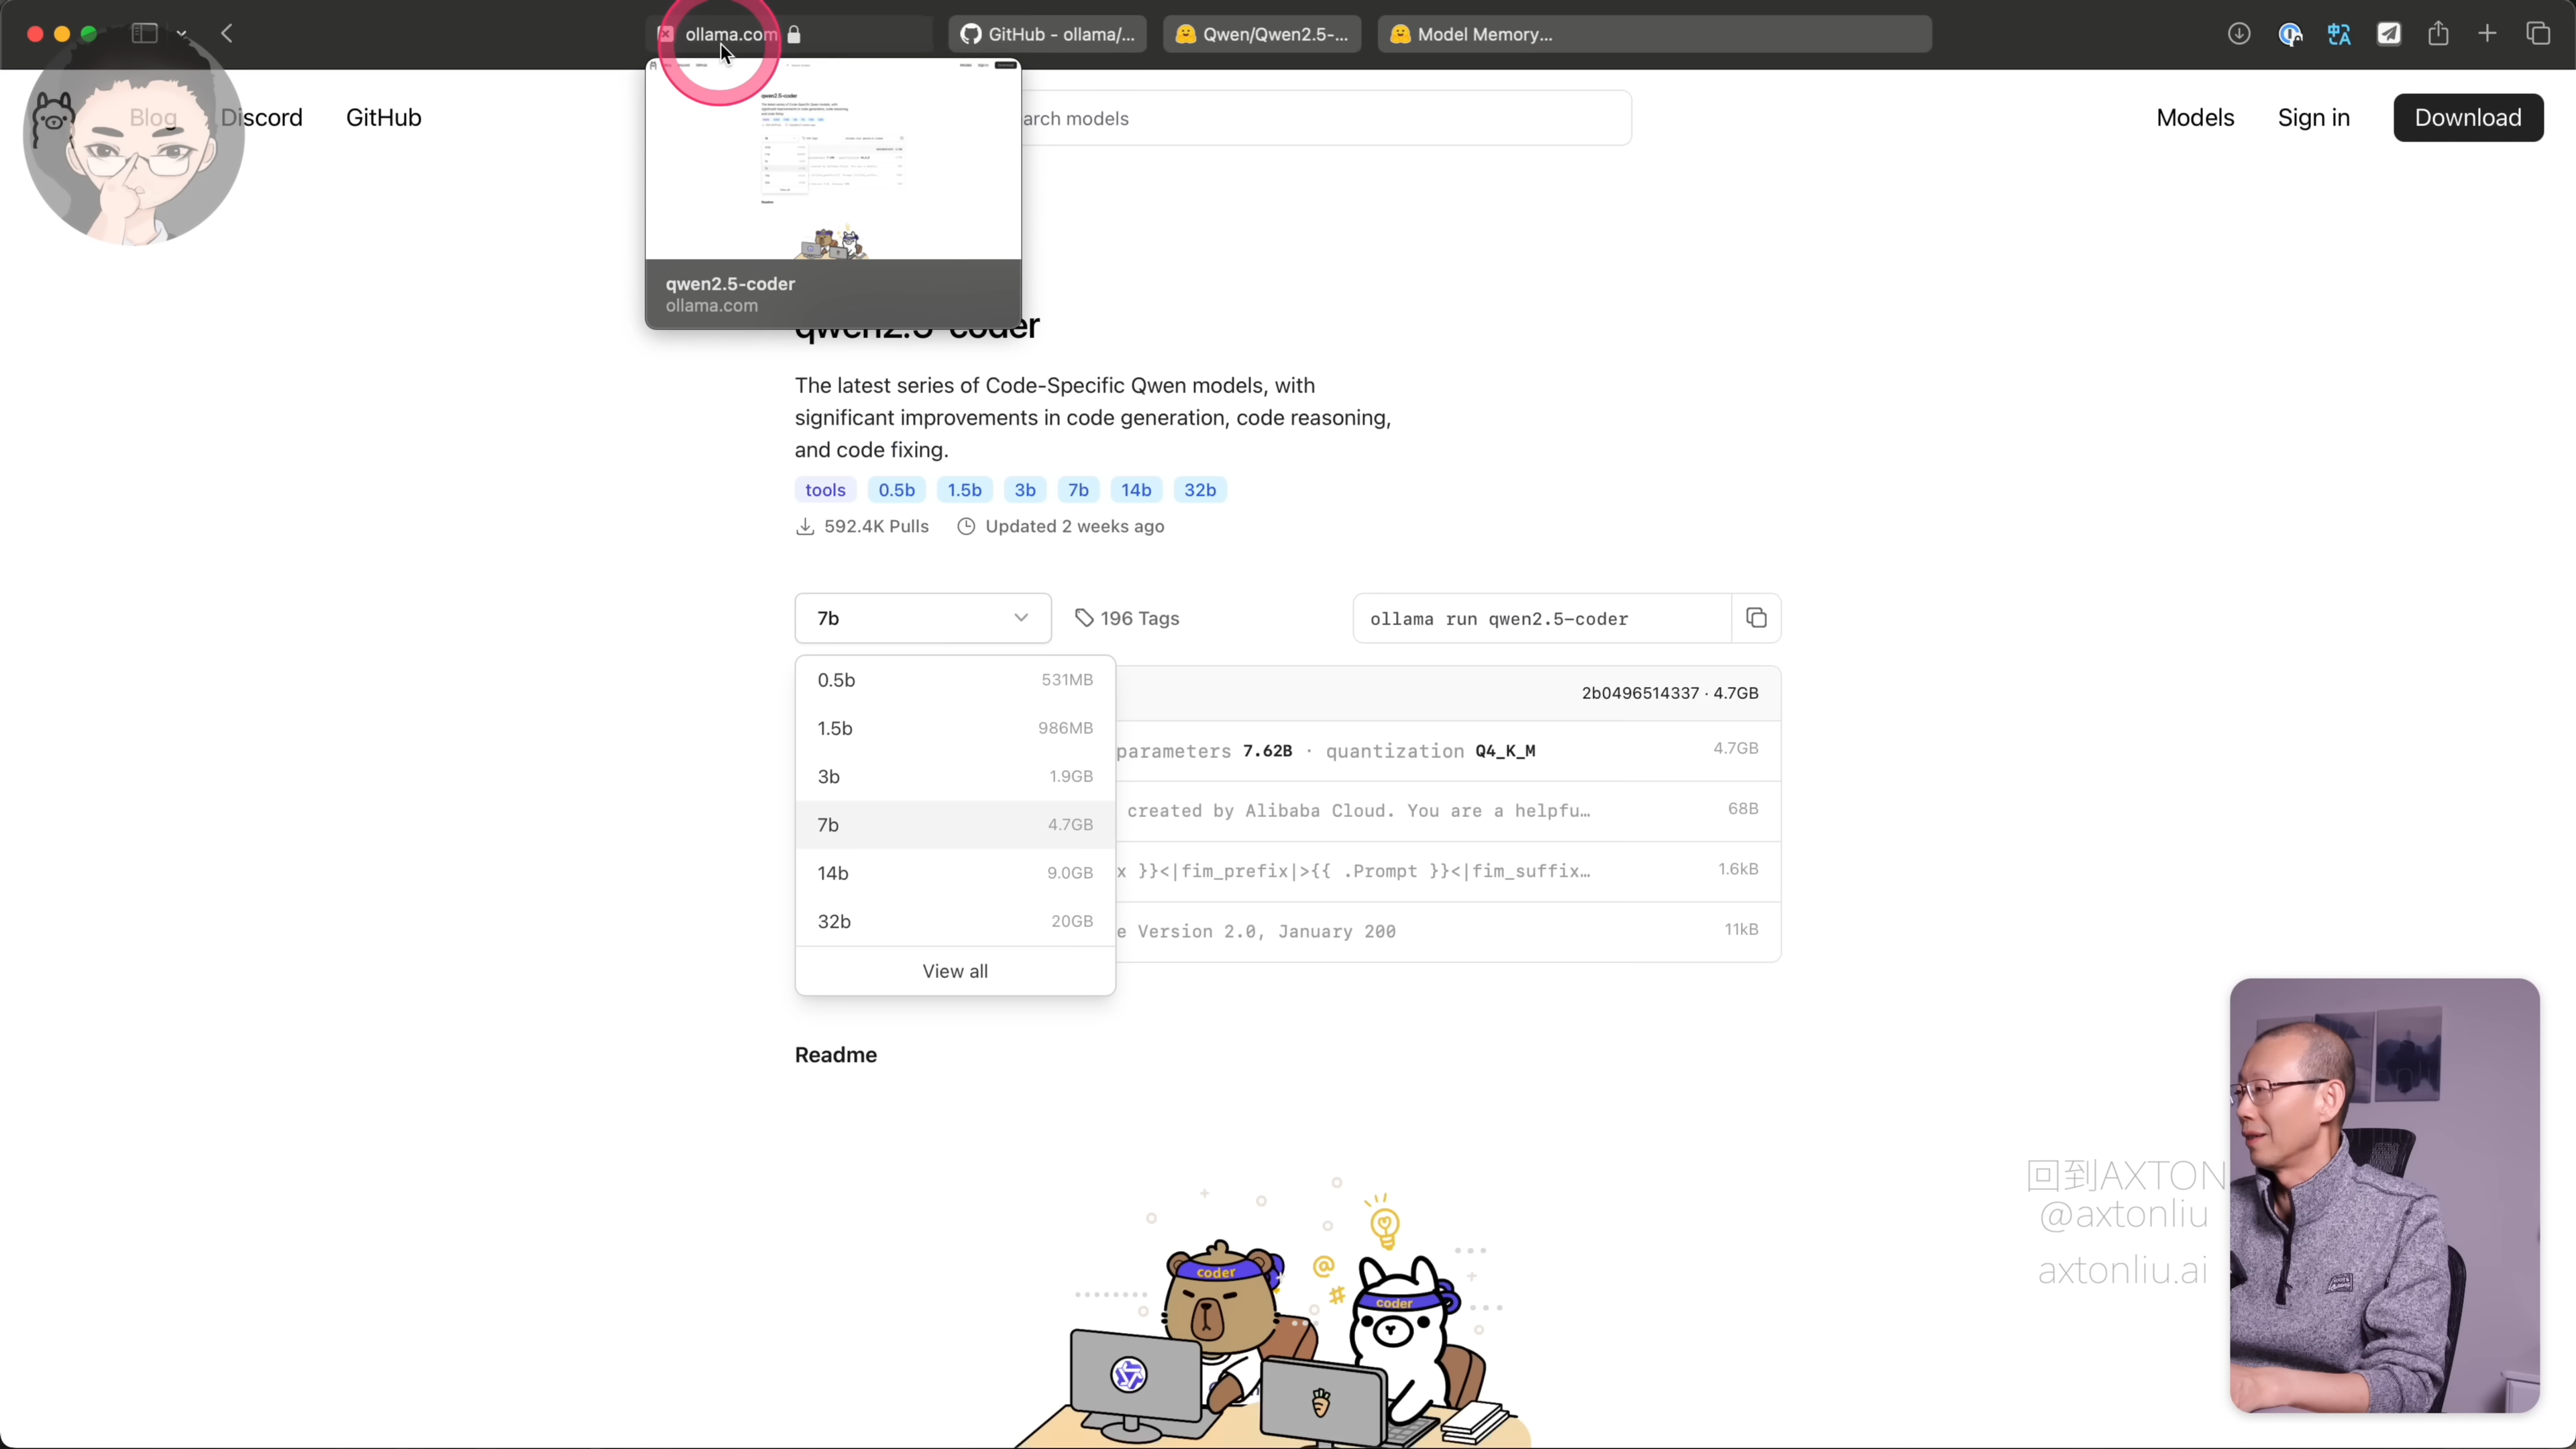 ollama.com
GitHub - ollama/...
Qwen/Qwen2.5-...
Model Memory...
Blog
Discord
GitHub
arch models
Models
Sign in
Download
qwen2.5-coder
qwen2.5-coder
ollama.com
The latest series of Code-Specific Qwen models, with
significant improvements in code generation, code reasoning,
and code fixing.
tools 0.5b 1.5b 3b 7b 14b 32b
592.4K Pulls Updated 2 weeks ago
7b
196 Tags
ollama run qwen2.5-coder
0.5b 531MB
1.5b 986MB
3b 1.9GB
7b 4.7GB
14b 9.0GB
32b 20GB
View all
2b0496514337 · 4.7GB
parameters 7.62B · quantization Q4_K_M 4.7GB
created by Alibaba Cloud. You are a helpfu… 68B
x }}<|fim_prefix|>{{ .Prompt }}<|fim_suffix… 1.6kB
e Version 2.0, January 200 11kB
Readme
coder
coder
@
#
回到AXTON
@axtonliu
axtonliu.ai